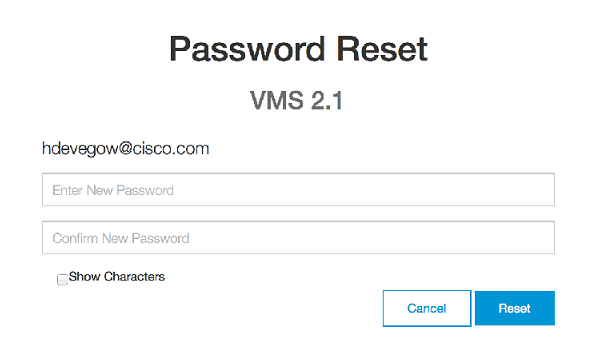 Password Reset
VMS 2.1
hdevegow@cisco.com
Enter New Password
Confirm New Password
Show Characters
Cancel Reset